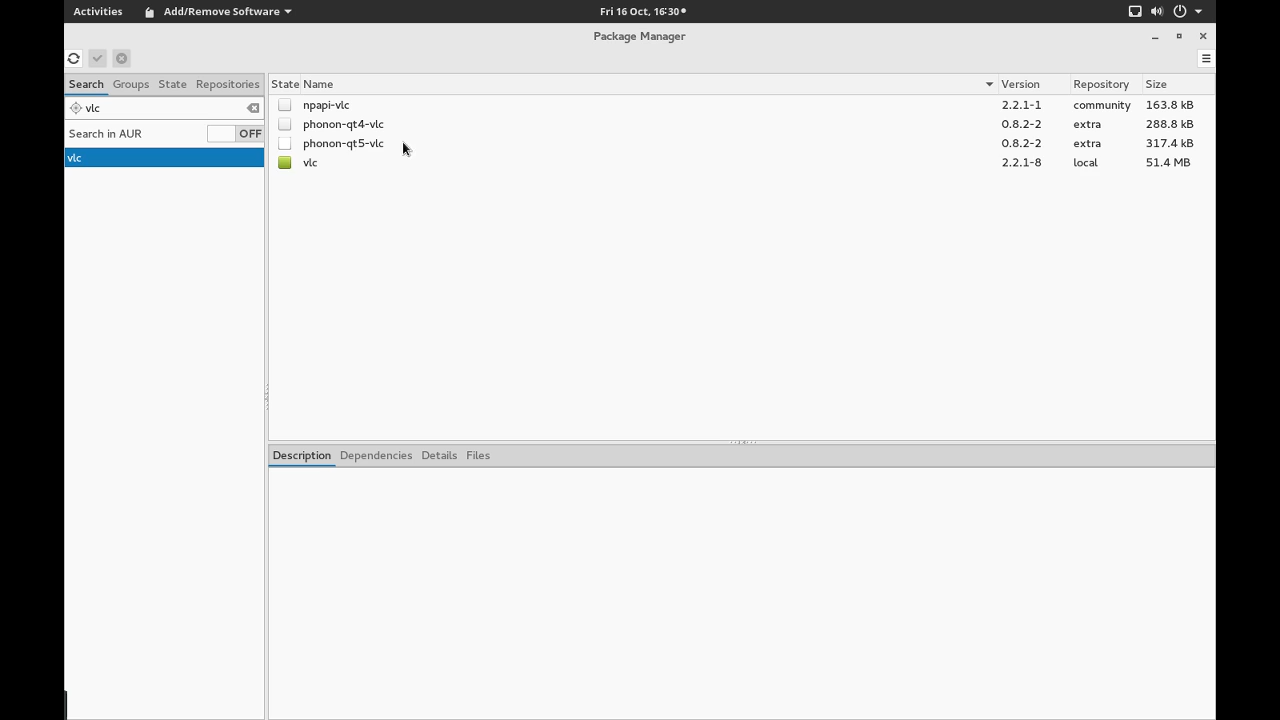 Activities Add/Remove Software Fri 16 Oct, 16:30
Package Manager
Search Groups State Repositories
vlc
Search in AUR OFF
vlc
State Name Version Repository Size
npapi-vlc 2.2.1-1 community 163.8 kB
phonon-qt4-vlc 0.8.2-2 extra 288.8 kB
phonon-qt5-vlc 0.8.2-2 extra 317.4 kB
vlc 2.2.1-8 local 51.4 MB
Description Dependencies Details Files